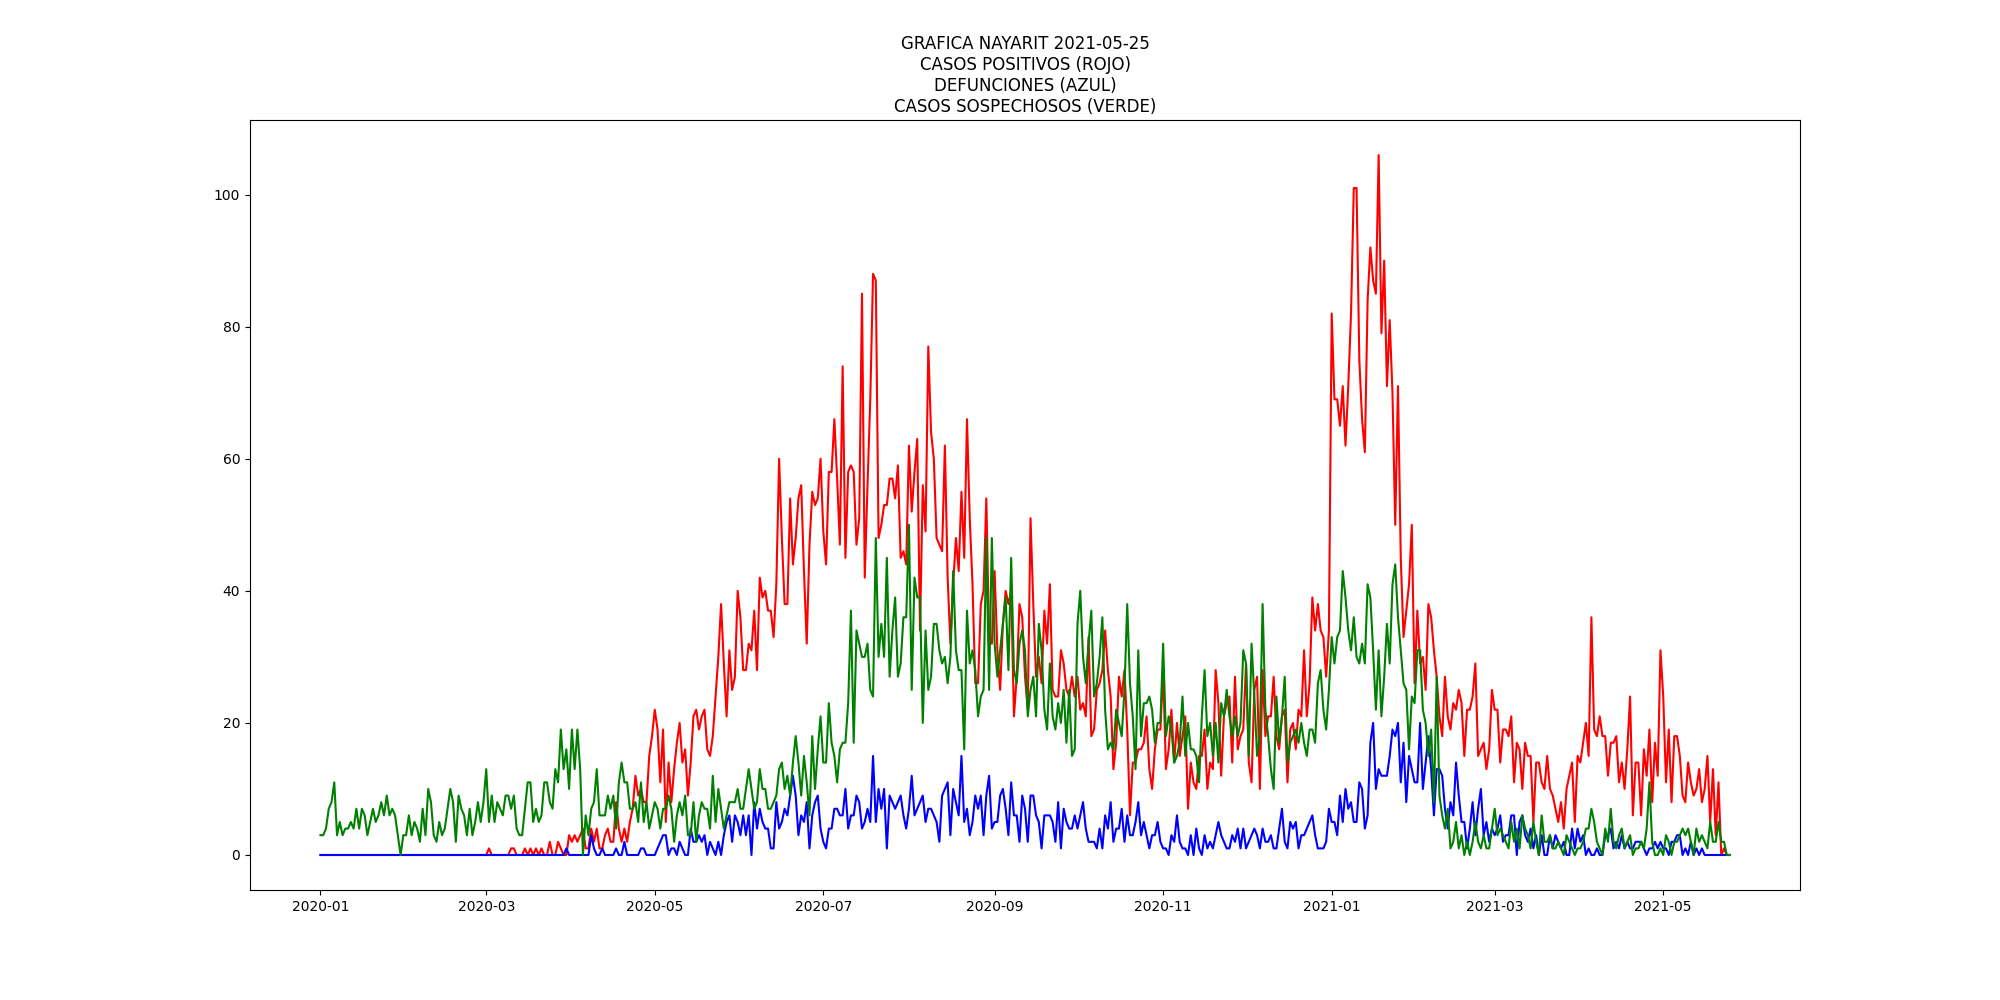 GRAFICA NAYARIT 2021-05-25
CASOS POSITIVOS (ROJO)
DEFUNCIONES (AZUL)
CASOS SOSPECHOSOS (VERDE)
100
80
60
40
20
0
2020-01 2020-03 2020-05 2020-07 2020-09 2020-11 2021-01 2021-03 2021-05